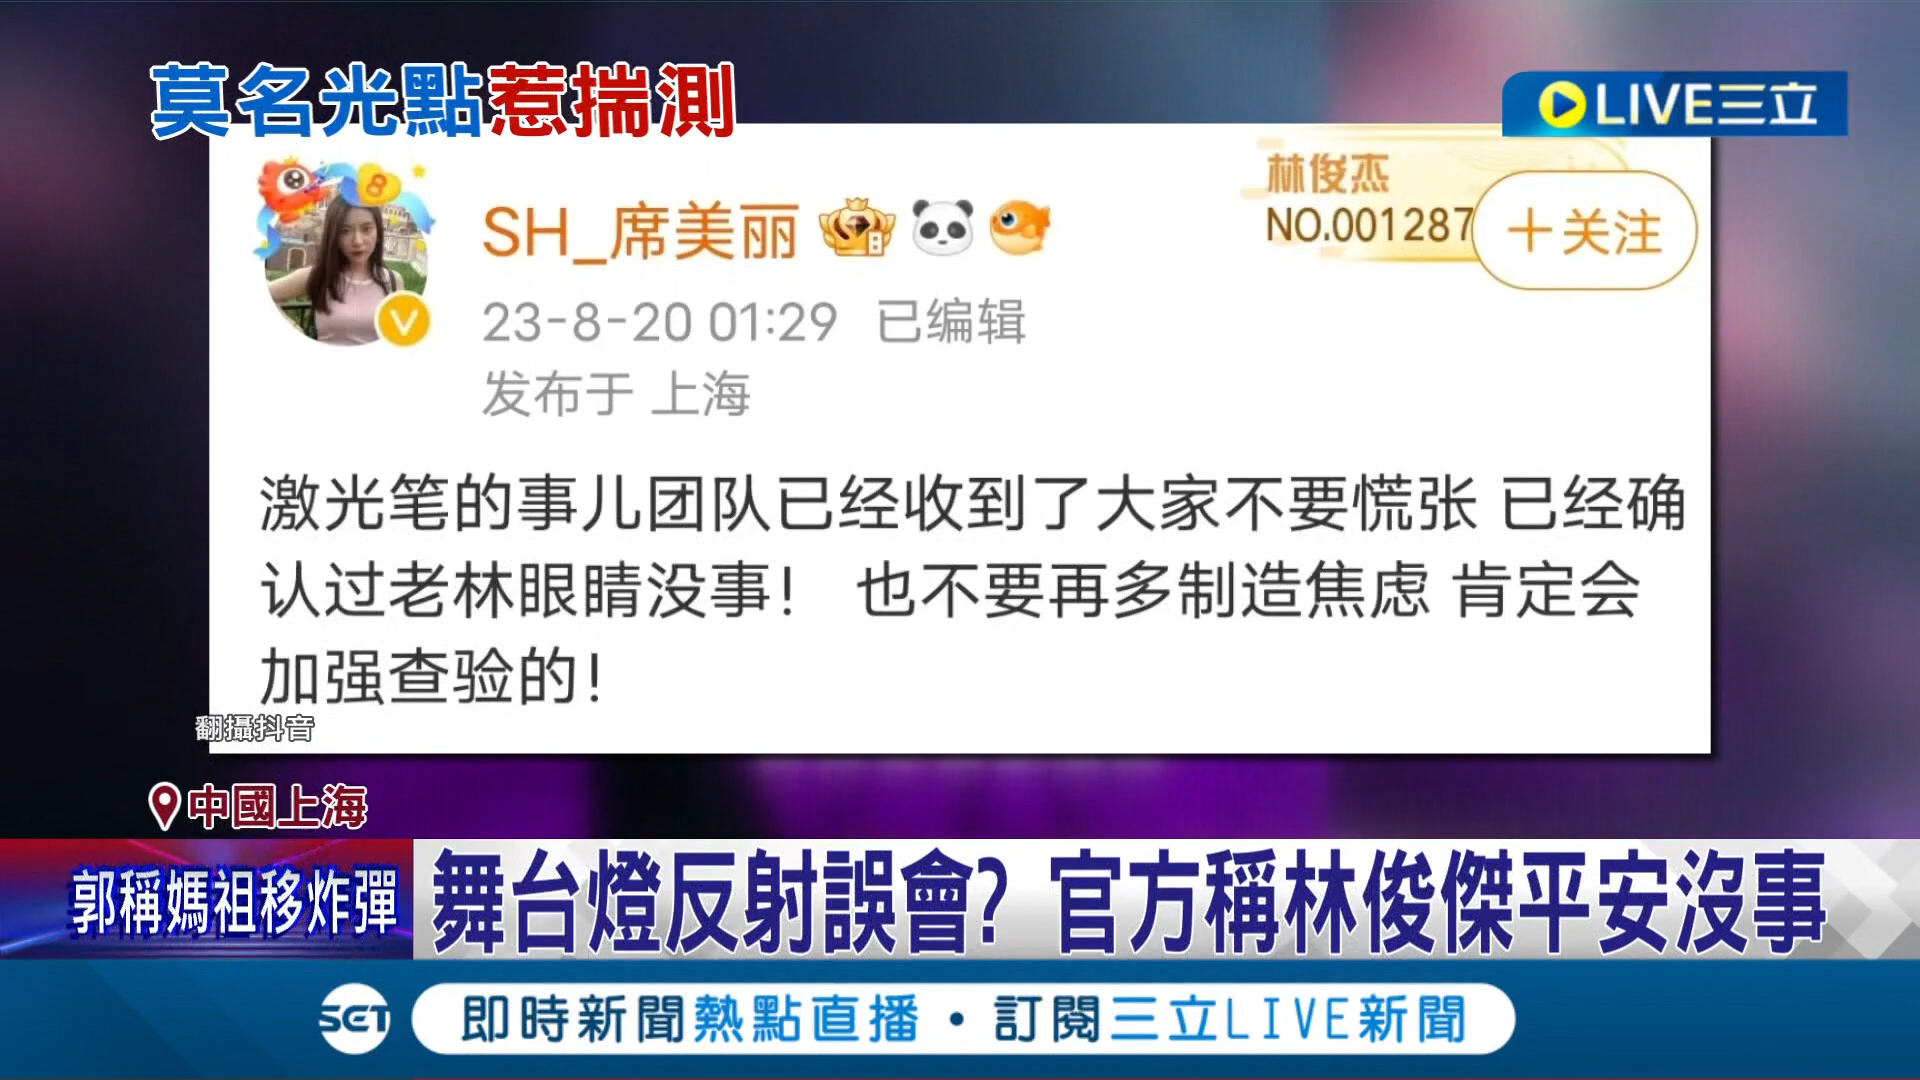 莫名光點惹揣測
LIVE三立
林俊杰
NO.001287
十关注
SH_席美丽
23-8-20 01:29 已编辑
发布于 上海
激光笔的事儿团队已经收到了大家不要慌张 已经确
认过老林眼睛没事! 也不要再多制造焦虑 肯定会
加强查验的!
翻攝抖音
中國上海
郭稱媽祖移炸彈
舞台燈反射誤會? 官方稱林俊傑平安沒事
SET
即時新聞熱點直播・訂閱三立LIVE新聞